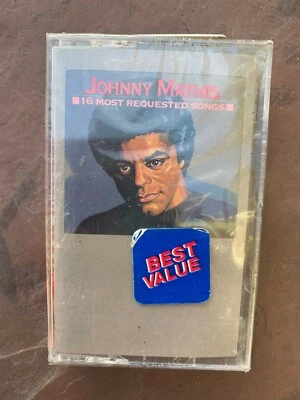 JOHNNY MATHIS
■ 16 MOST REQUESTED SONGS ■
BEST
VALUE